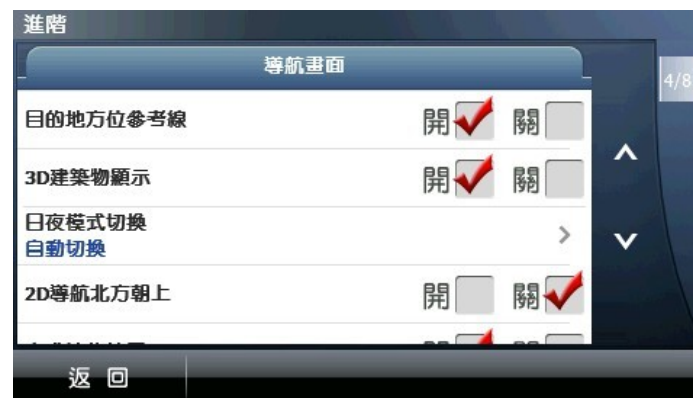 進階
導航畫面
4/8
目的地方位參考線 開 關
3D建築物顯示 開 關
日夜模式切換
自動切換
2D導航北方朝上 開 關
返 回